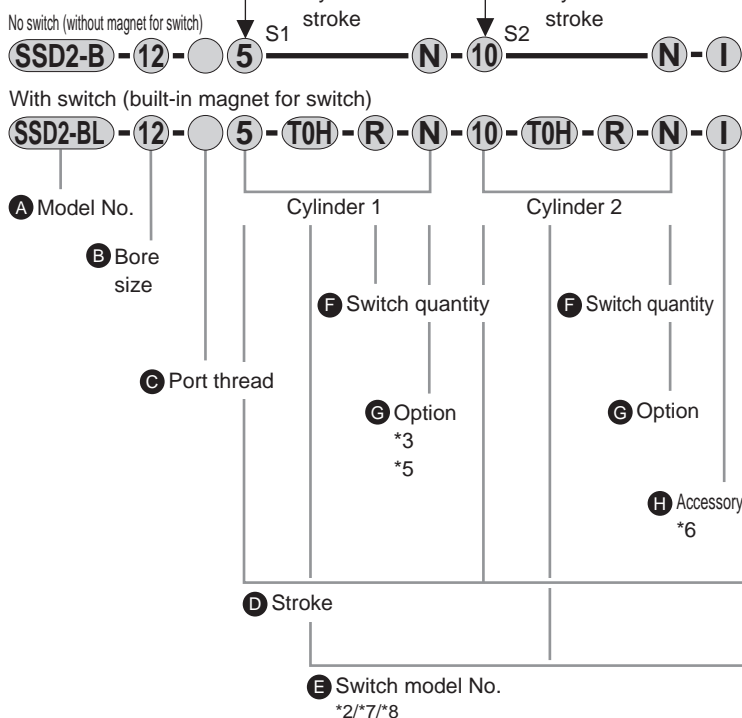 stroke stroke
No switch (without magnet for switch)
S1 S2
SSD2-B - 12 - 5 N - 10 N - I
With switch (built-in magnet for switch)
SSD2-BL - 12 - 5 - T0H - R - N - 10 - T0H - R - N - I
A Model No.
Cylinder 1 Cylinder 2
B Bore
size
F Switch quantity F Switch quantity
C Port thread
G Option G Option
*3
*5
H Accessory
*6
D Stroke
E Switch model No.
*2/*7/*8